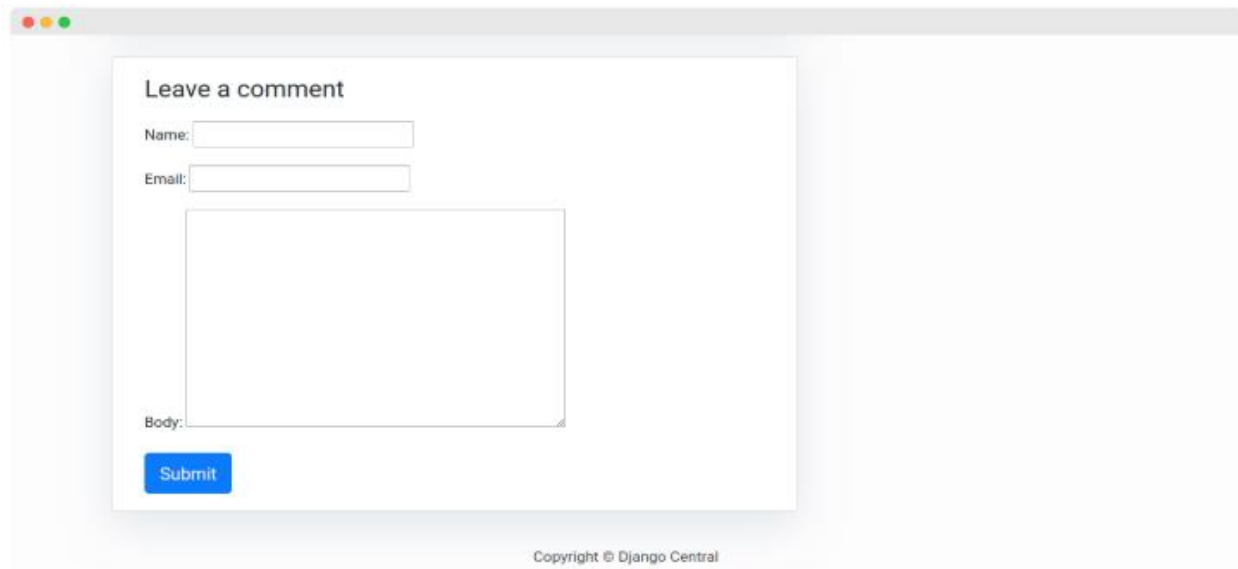 Leave a comment
Name:
Email:
Body:
Submit
Copyright © Django Central